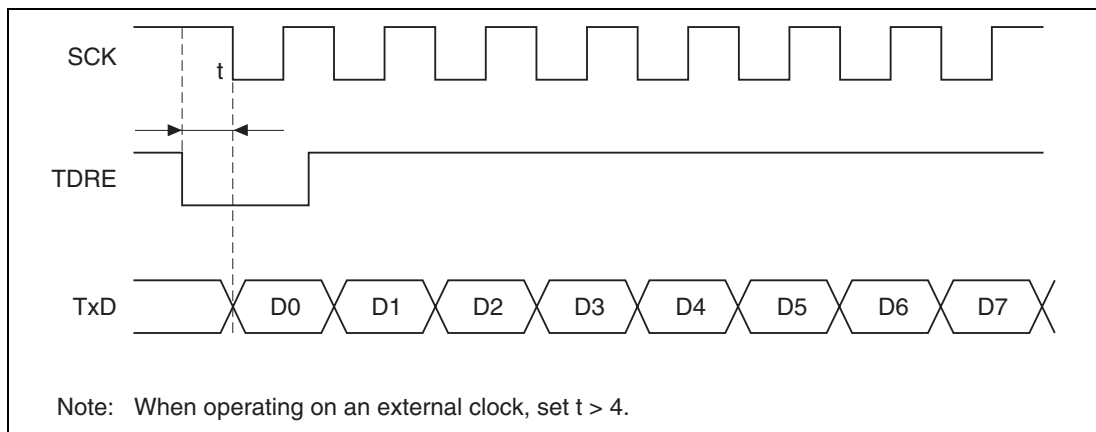 SCK
t
TDRE
TxD D0 D1 D2 D3 D4 D5 D6 D7
Note: When operating on an external clock, set t > 4.